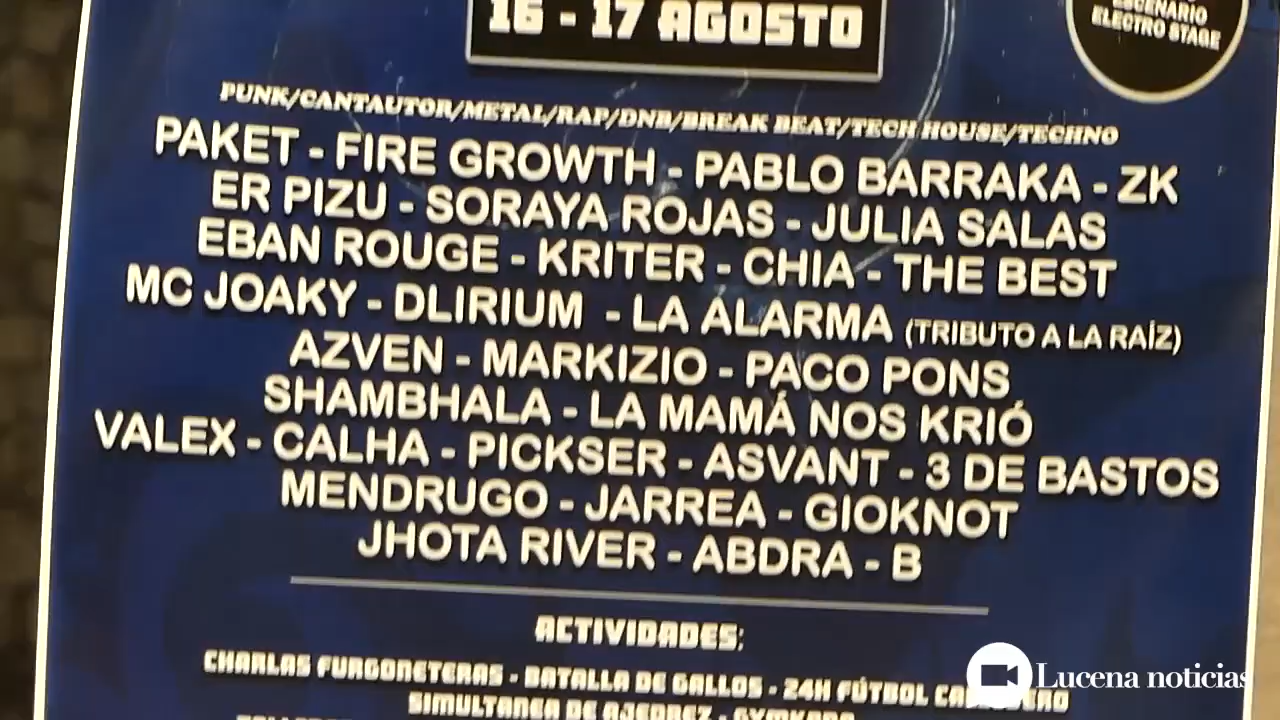 16 - 17 AGOSTO
ESCENARIO
ELECTRO STAGE
PUNK/CANTAUTOR/METAL/RAP/DNB/BREAK BEAT/TECH HOUSE/TECHNO
PAKET - FIRE GROWTH - PABLO BARRAKA - ZK
ER PIZU - SORAYA ROJAS - JULIA SALAS
EBAN ROUGE - KRITER - CHIA - THE BEST
MC JOAKY - DLIRIUM - LA ALARMA (TRIBUTO A LA RAÍZ)
AZVEN - MARKIZIO - PACO PONS
SHAMBHALA - LA MAMÁ NOS KRIÓ
VALEX - CALHA - PICKSER - ASVANT - 3 DE BASTOS
MENDRUGO - JARREA - GIOKNOT
JHOTA RIVER - ABDRA - B
ACTIVIDADES:
CHARLAS FURGONETERAS - BATALLA DE GALLOS - 24H FÚTBOL
SIMULTANEA DE AJEDREZ - GYMKANA
Lucena noticias